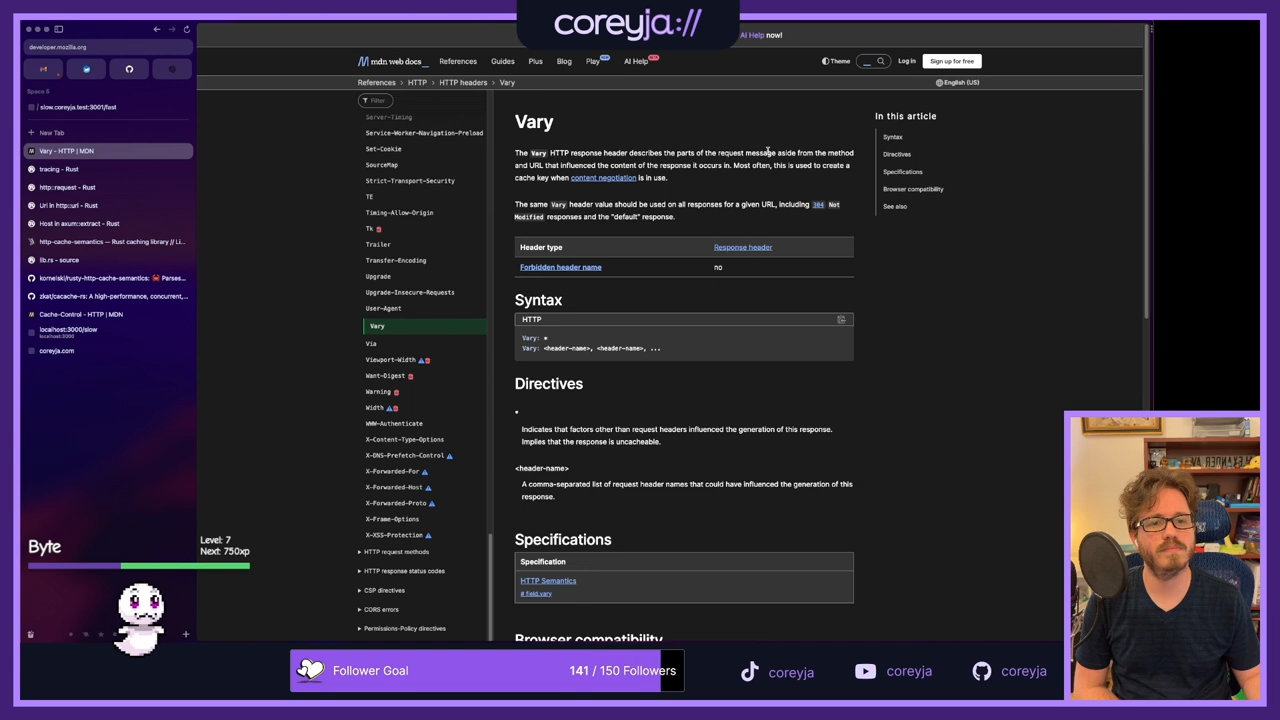 coreyja://
developer.mozilla.org
AI Help now!
mdn web docs_
References
Guides
Plus
Blog
Play
AI Help
Theme
Log in
Sign up for free
References > HTTP > HTTP headers > Vary
English (US)
Space 5
/ slow.coreyja.test:3001/fast
New Tab
Vary - HTTP | MDN
tracing - Rust
http::request - Rust
Uri in http::uri - Rust
Host in axum::extract - Rust
http-cache-semantics — Rust caching library // Li...
lib.rs - source
kornelski/rusty-http-cache-semantics: 🦀 Parses...
zkat/cacache-rs: A high-performance, concurrent,...
Cache-Control - HTTP | MDN
localhost:3000/slow
localhost:3000
coreyja.com
Filter
Server-Timing
Service-Worker-Navigation-Preload
Set-Cookie
SourceMap
Strict-Transport-Security
TE
Timing-Allow-Origin
Tk
Trailer
Transfer-Encoding
Upgrade
Upgrade-Insecure-Requests
User-Agent
Vary
Via
Viewport-Width
Want-Digest
Warning
Width
WWW-Authenticate
X-Content-Type-Options
X-DNS-Prefetch-Control
X-Forwarded-For
X-Forwarded-Host
X-Forwarded-Proto
X-Frame-Options
X-XSS-Protection
HTTP request methods
HTTP response status codes
CSP directives
CORS errors
Permissions-Policy directives
Vary
The Vary HTTP response header describes the parts of the request message aside from the method
and URL that influenced the content of the response it occurs in. Most often, this is used to create a
cache key when content negotiation is in use.
The same Vary header value should be used on all responses for a given URL, including 304 Not
Modified responses and the "default" response.
Header type Response header
Forbidden header name no
Syntax
HTTP
Vary: *
Vary: <header-name>, <header-name>, ...
Directives
*
Indicates that factors other than request headers influenced the generation of this response.
Implies that the response is uncacheable.
<header-name>
A comma-separated list of request header names that could have influenced the generation of this
response.
Specifications
Specification
HTTP Semantics
# field.vary
Browser compatibility
In this article
Syntax
Directives
Specifications
Browser compatibility
See also
Byte
Level: 7
Next: 750xp
Follower Goal
141 / 150 Followers
coreyja
coreyja
coreyja